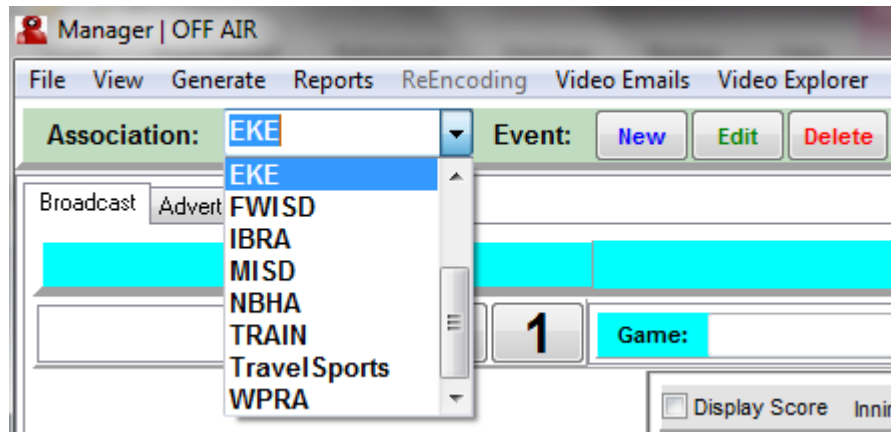 Manager | OFF AIR
File View Generate Reports ReEncoding Video Emails Video Explorer
Association: EKE Event: New Edit Delete
EKE
Broadcast
FWISD
IBRA
MISD
NBHA
TRAIN
1 Game:
TravelSports
WPRA
Display Score